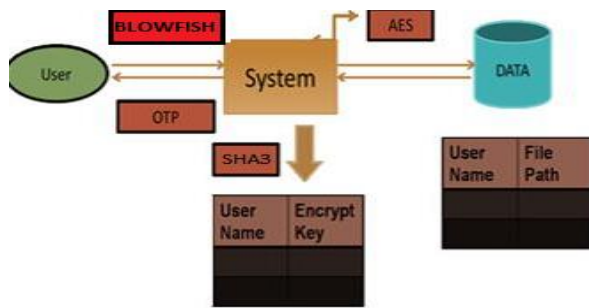 BLOWFISH
AES
User
System
DATA
OTP
SHA3
User Name
File Path
User Name
Encrypt Key